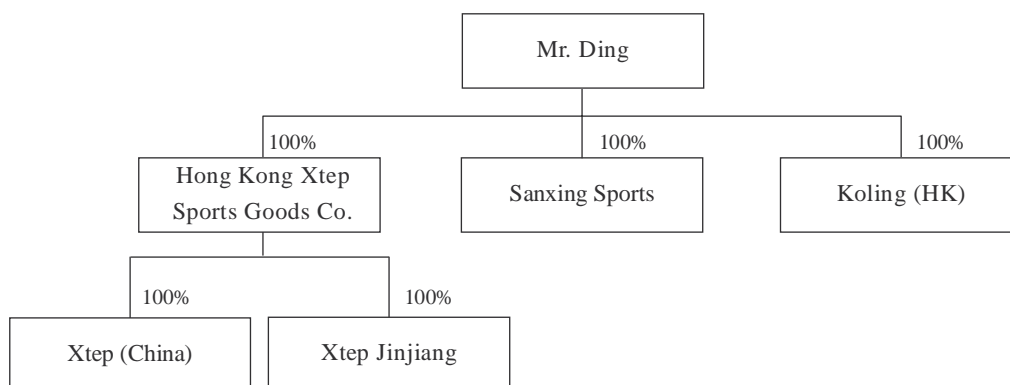 Mr. Ding
100%
100%
100%
Hong Kong Xtep
Sports Goods Co.
Sanxing Sports
Koling (HK)
100%
100%
Xtep (China)
Xtep Jinjiang